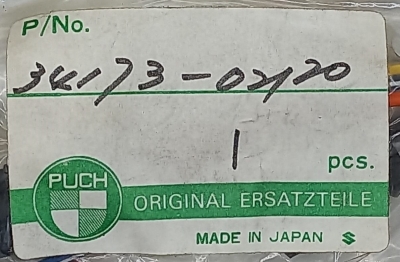 P/No.
34173-02120
1 pcs.
PUCH
ORIGINAL ERSATZTEILE
MADE IN JAPAN